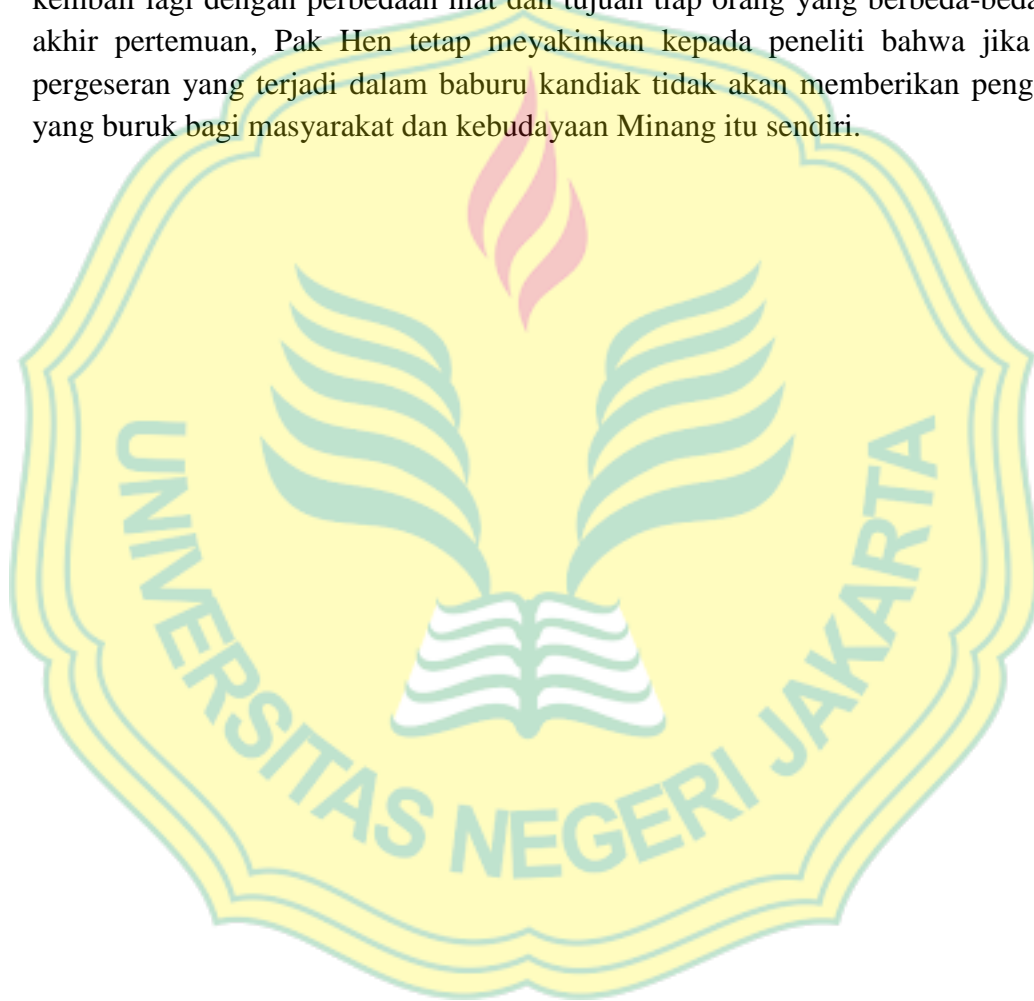 kembali lagi dengan perbedaan niat dan tujuan tiap orang yang berbeda-beda
akhir pertemuan, Pak Hen tetap meyakinkan kepada peneliti bahwa jika
pergeseran yang terjadi dalam baburu kandiak tidak akan memberikan peng
yang buruk bagi masyarakat dan kebudayaan Minang itu sendiri.
UNIVERSITAS NEGERI JAKARTA